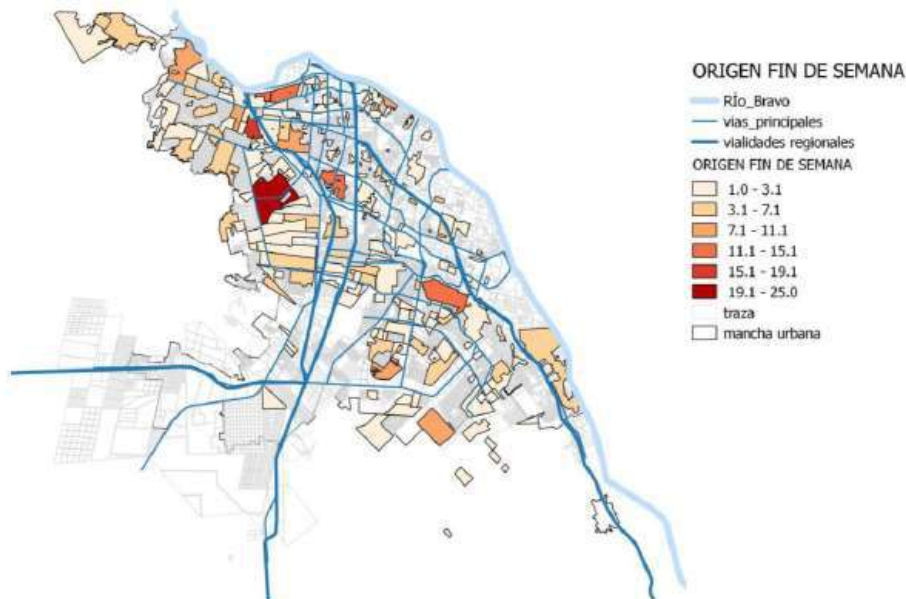 ORIGEN FIN DE SEMANA
RÍo_Bravo
vias_principales
vialidades regionales
ORIGEN FIN DE SEMANA
1.0 - 3.1
3.1 - 7.1
7.1 - 11.1
11.1 - 15.1
15.1 - 19.1
19.1 - 25.0
traza
mancha urbana